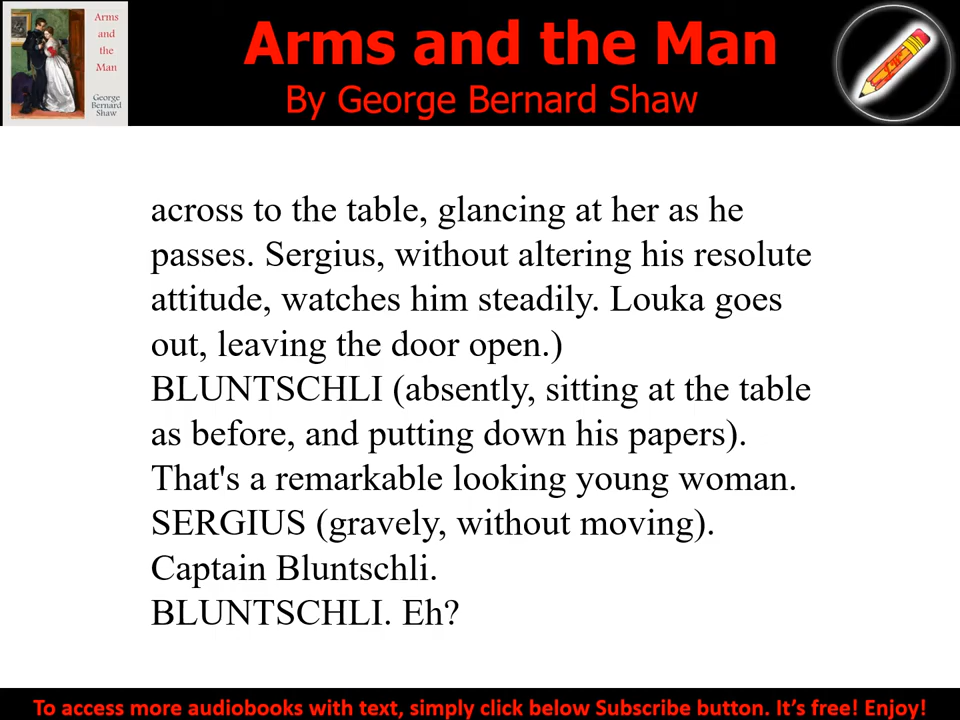 Arms
and
the
Man
George
Bernard
Shaw
Arms and the Man
By George Bernard Shaw
across to the table, glancing at her as he
passes. Sergius, without altering his resolute
attitude, watches him steadily. Louka goes
out, leaving the door open.)
BLUNTSCHLI (absently, sitting at the table
as before, and putting down his papers).
That's a remarkable looking young woman.
SERGIUS (gravely, without moving).
Captain Bluntschli.
BLUNTSCHLI. Eh?
To access more audiobooks with text, simply click below Subscribe button. It’s free! Enjoy!